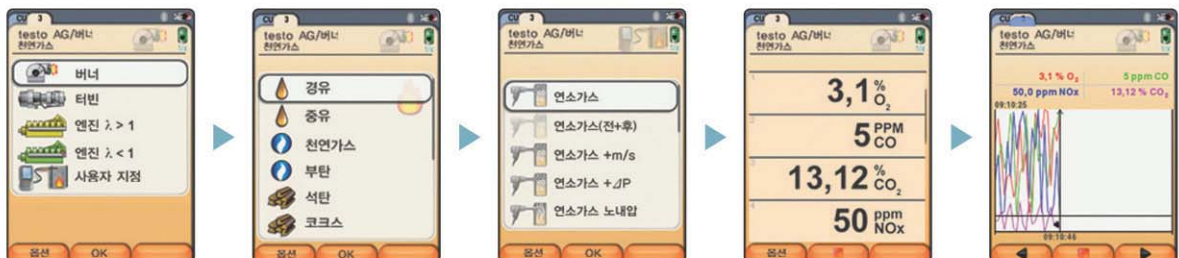 CU 3
testo AG/버너
천연가스
버너
터빈
엔진 λ > 1
엔진 λ < 1
사용자 지정
옵션 OK
CU 3
testo AG/버너
천연가스
경유
중유
천연가스
부탄
석탄
코크스
옵션 OK
CU 3
testo AG/버너
천연가스
연소가스
연소가스(전+후)
연소가스 +m/s
연소가스 +⊿P
연소가스 노내압
옵션 OK
CU 3
testo AG/버너
천연가스
3,1 % O₂
5 PPM CO
13,12 % CO₂
50 ppm NOx
옵션
testo AG/버너
천연가스
3,1 % O₂ 5 ppm CO
50,0 ppm NOx 13,12 % CO₂
09:10:25
09:10:46